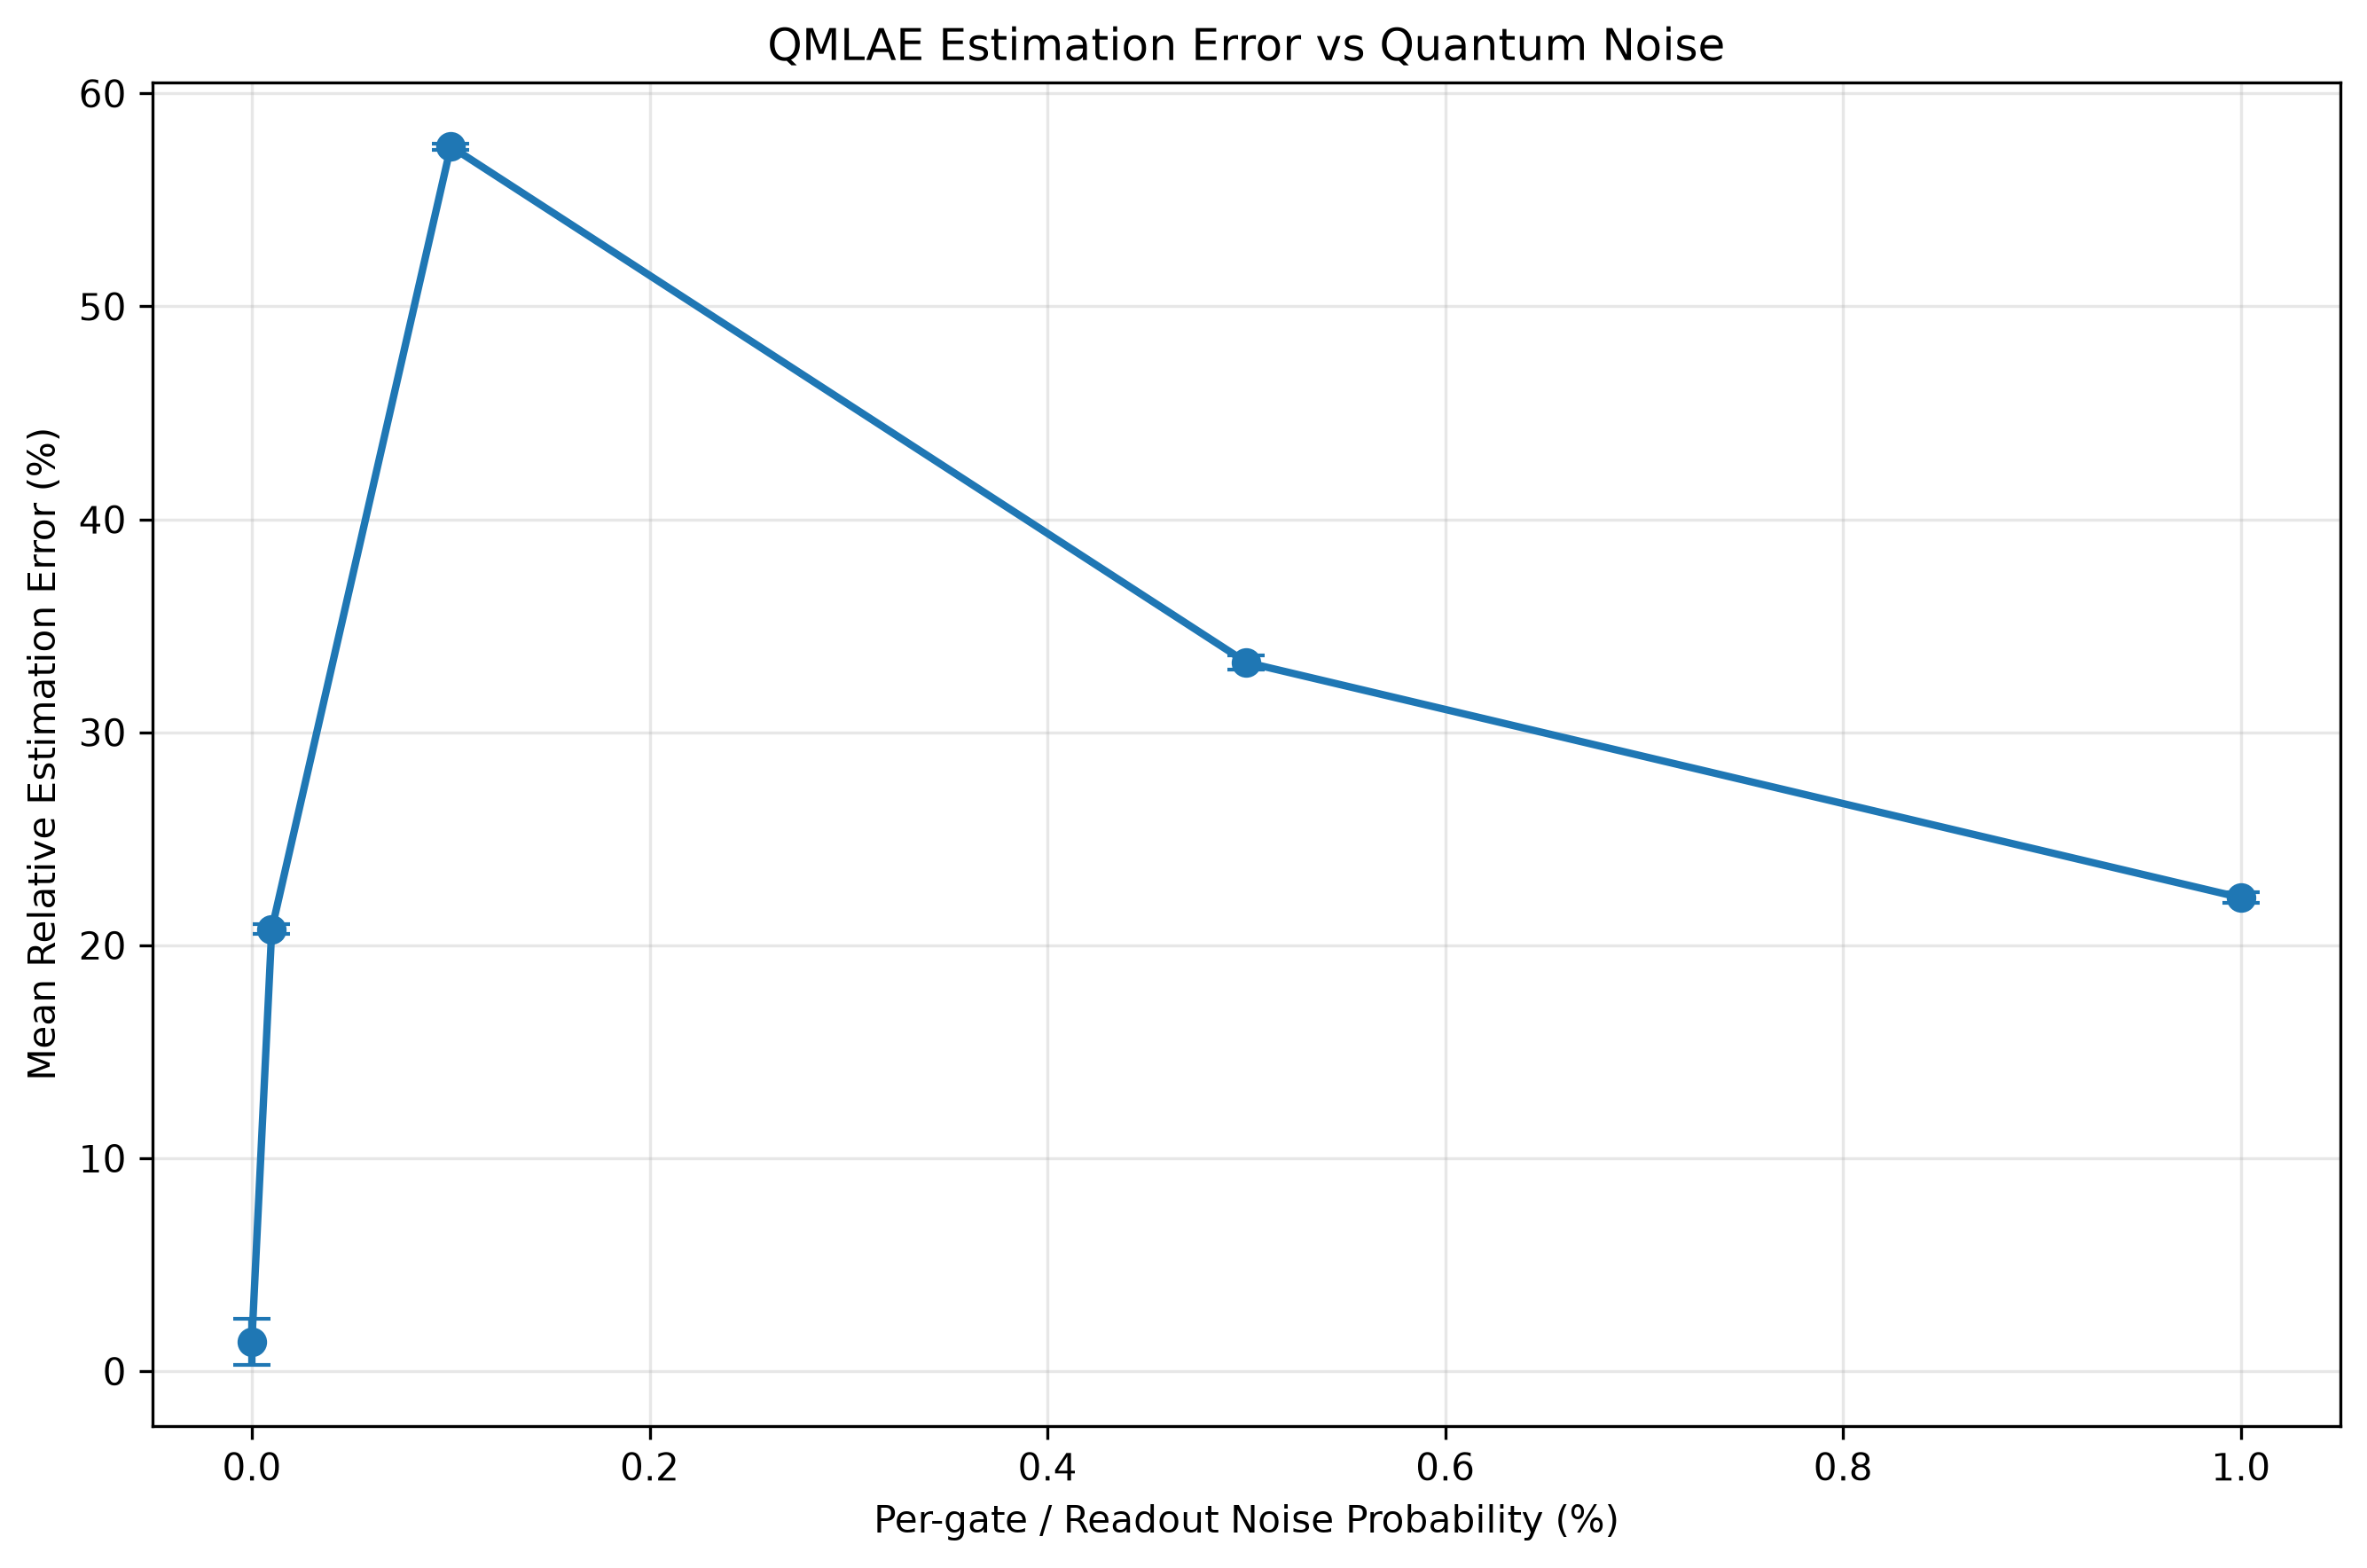 QMLAE Estimation Error vs Quantum Noise
Mean Relative Estimation Error (%)
60
50
40
30
20
10
0
0.0 0.2 0.4 0.6 0.8 1.0
Per-gate / Readout Noise Probability (%)